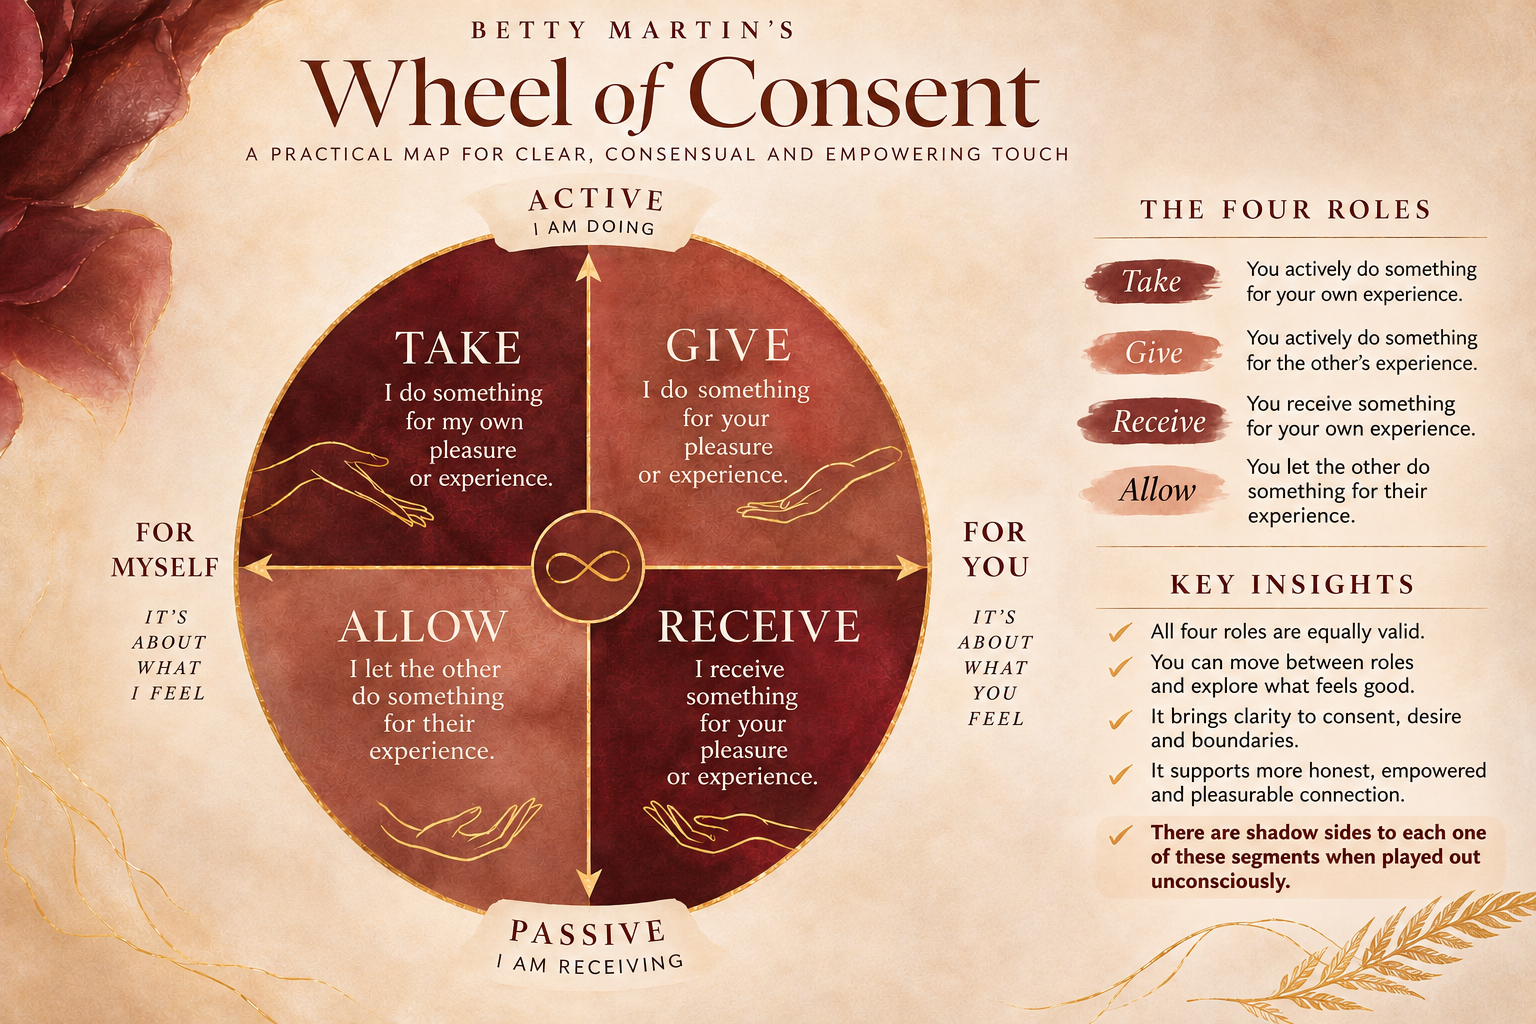 BETTY MARTIN'S
Wheel of Consent
A PRACTICAL MAP FOR CLEAR, CONSENSUAL AND EMPOWERING TOUCH
ACTIVE
I AM DOING
TAKE
I do something
for my own
pleasure
or experience.
GIVE
I do something
for your
pleasure
or experience.
FOR
MYSELF
IT'S
ABOUT
WHAT
I FEEL
FOR
YOU
IT'S
ABOUT
WHAT
YOU
FEEL
ALLOW
I let the other
do something
for their
experience.
RECEIVE
I receive
something
for your
pleasure
or experience.
PASSIVE
I AM RECEIVING
THE FOUR ROLES
Take
You actively do something
for your own experience.
Give
You actively do something
for the other's experience.
Receive
You receive something
for your own experience.
Allow
You let the other do
something for their
experience.
KEY INSIGHTS
All four roles are equally valid.
You can move between roles
and explore what feels good.
It brings clarity to consent, desire
and boundaries.
It supports more honest, empowered
and pleasurable connection.
There are shadow sides to each one
of these segments when played out
unconsciously.